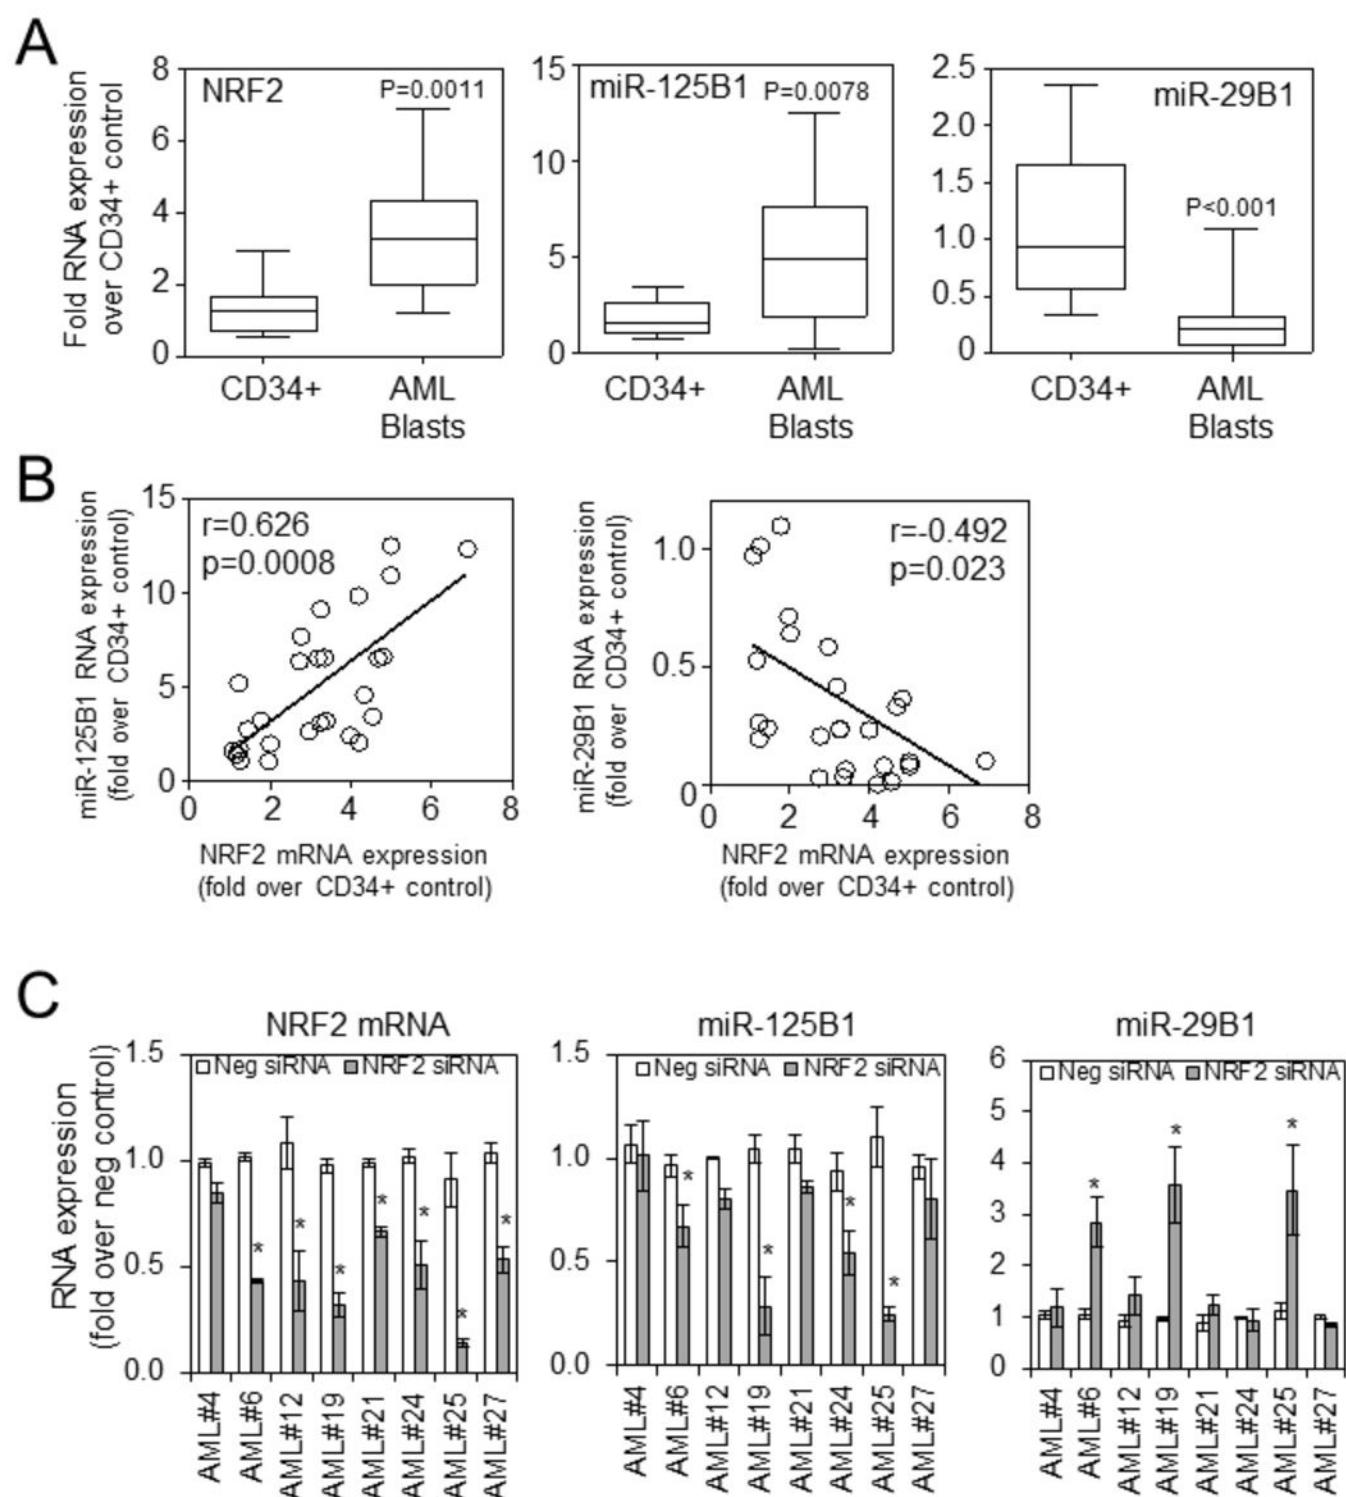 A
Fold RNA expression
over CD34+ control
8
6
4
2
0
NRF2
P=0.0011
CD34+
AML
Blasts
15
10
5
0
miR-125B1
P=0.0078
CD34+
AML
Blasts
2.5
2.0
1.5
1.0
0.5
0
miR-29B1
P<0.001
CD34+
AML
Blasts
B
miR-125B1 RNA expression
(fold over CD34+ control)
15
10
5
0
r=0.626
p=0.0008
0 2 4 6 8
NRF2 mRNA expression
(fold over CD34+ control)
miR-29B1 RNA expression
(fold over CD34+ control)
1.0
0.5
0
r=-0.492
p=0.023
0 2 4 6 8
NRF2 mRNA expression
(fold over CD34+ control)
C
RNA expression
(fold over neg control)
NRF2 mRNA
1.5
1.0
0.5
0.0
Neg siRNA NRF2 siRNA
* * * * * * *
AML#4 AML#6 AML#12 AML#19 AML#21 AML#24 AML#25 AML#27
miR-125B1
1.5
1.0
0.5
0.0
Neg siRNA NRF2 siRNA
* * * *
AML#4 AML#6 AML#12 AML#19 AML#21 AML#24 AML#25 AML#27
miR-29B1
6
5
4
3
2
1
0
Neg siRNA NRF2 siRNA
* * *
AML#4 AML#6 AML#12 AML#19 AML#21 AML#24 AML#25 AML#27